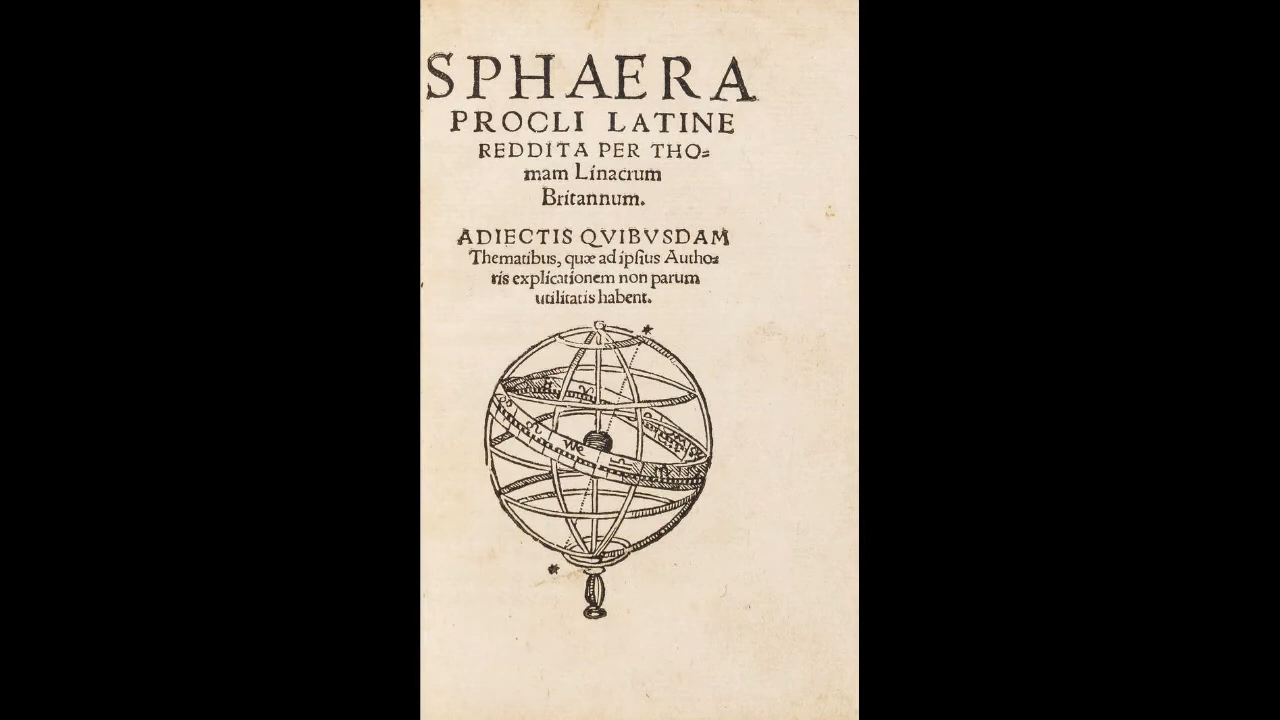 SPHAERA
PROCLI LATINE
REDDITA PER THO⸗
mam Linacrum
Britannum.
ADIECTIS QVIBVSDAM
Thematibus, quæ ad ipſius Autho⸗
ris explicationem non parum
utilitatis habent.